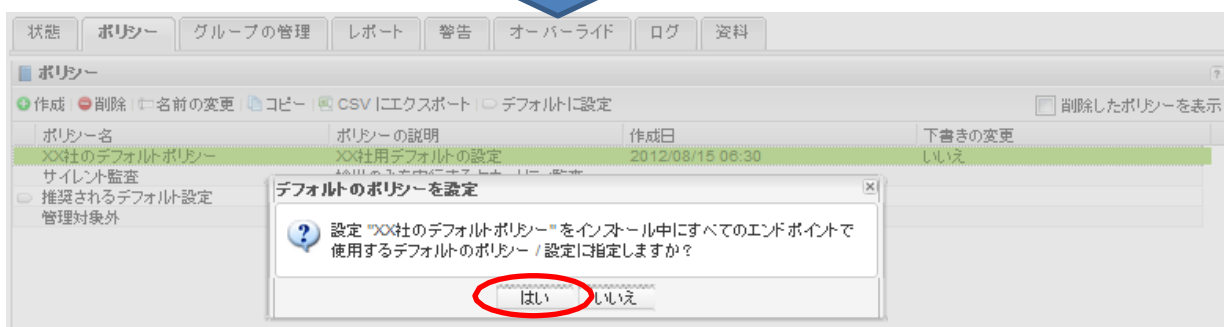 状態 ポリシー グループの管理 レポート 警告 オーバーライド ログ 資料
ポリシー ?
作成 削除 名前の変更 コピー CSV にエクスポート デフォルトに設定 削除したポリシーを表示
ポリシー名 ポリシーの説明 作成日 下書きの変更
XX社のデフォルトポリシー XX社用デフォルトの設定 2012/08/15 06:30 いいえ
サイレント監査
推奨されるデフォルト設定
管理対象外
デフォルトのポリシーを設定
設定 "XX社のデフォルトポリシー" をインストール中にすべてのエンドポイントで
使用するデフォルトのポリシー / 設定に指定しますか？
はい いいえ